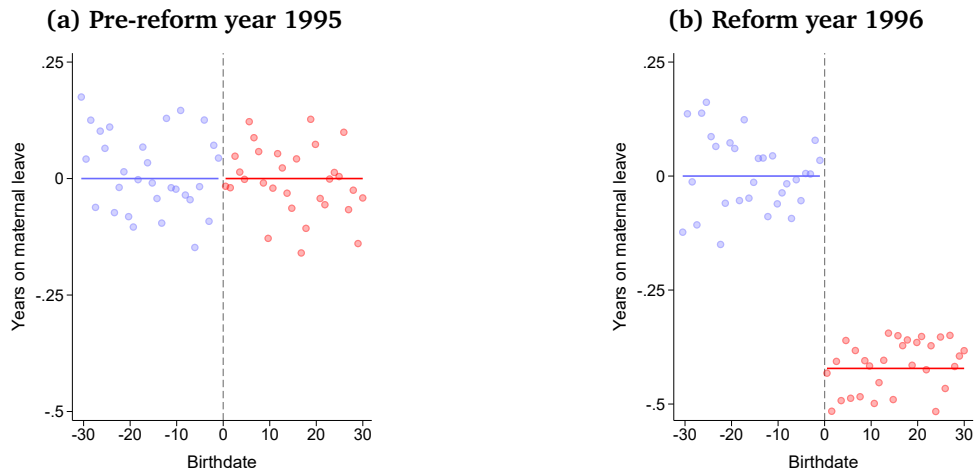 (a) Pre-reform year 1995
.25
0
-.25
-.5
Years on maternal leave
-30 -20 -10 0 10 20 30
Birthdate
(b) Reform year 1996
.25
0
-.25
-.5
Years on maternal leave
-30 -20 -10 0 10 20 30
Birthdate